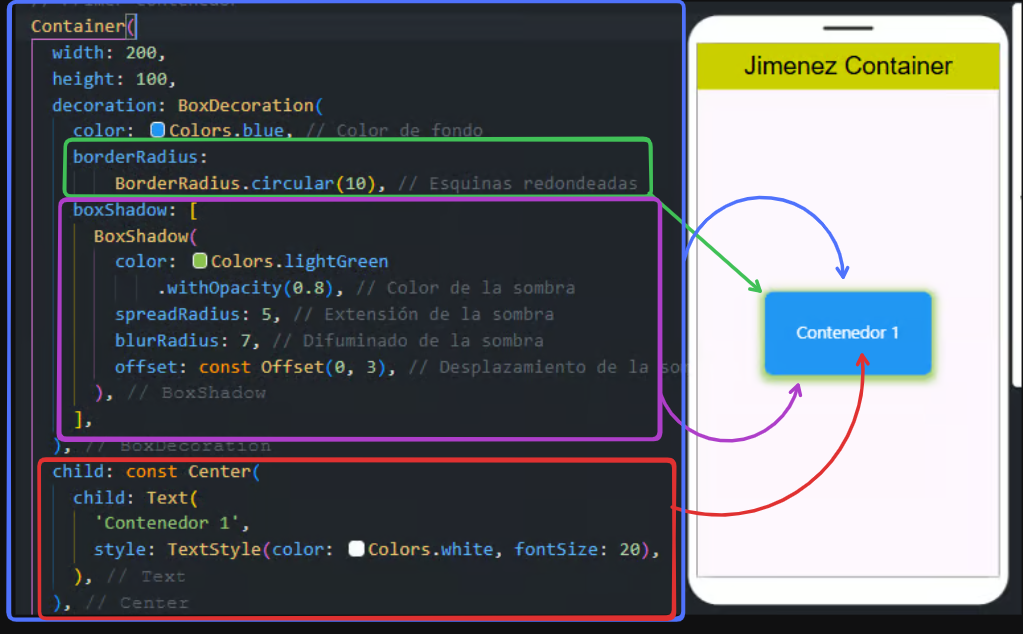 Container(
width: 200,
height: 100,
decoration: BoxDecoration(
color: Colors.blue, // Color de fondo
borderRadius:
BorderRadius.circular(10), // Esquinas redondeadas
boxShadow: [
BoxShadow(
color: Colors.lightGreen
.withOpacity(0.8), // Color de la sombra
spreadRadius: 5, // Extensión de la sombra
blurRadius: 7, // Difuminado de la sombra
offset: const Offset(0, 3), // Desplazamiento de la som
), // BoxShadow
],
), // BoxDecoration
child: const Center(
child: Text(
'Contenedor 1',
style: TextStyle(color: Colors.white, fontSize: 20),
), // Text
), // Center
Jimenez Container
Contenedor 1